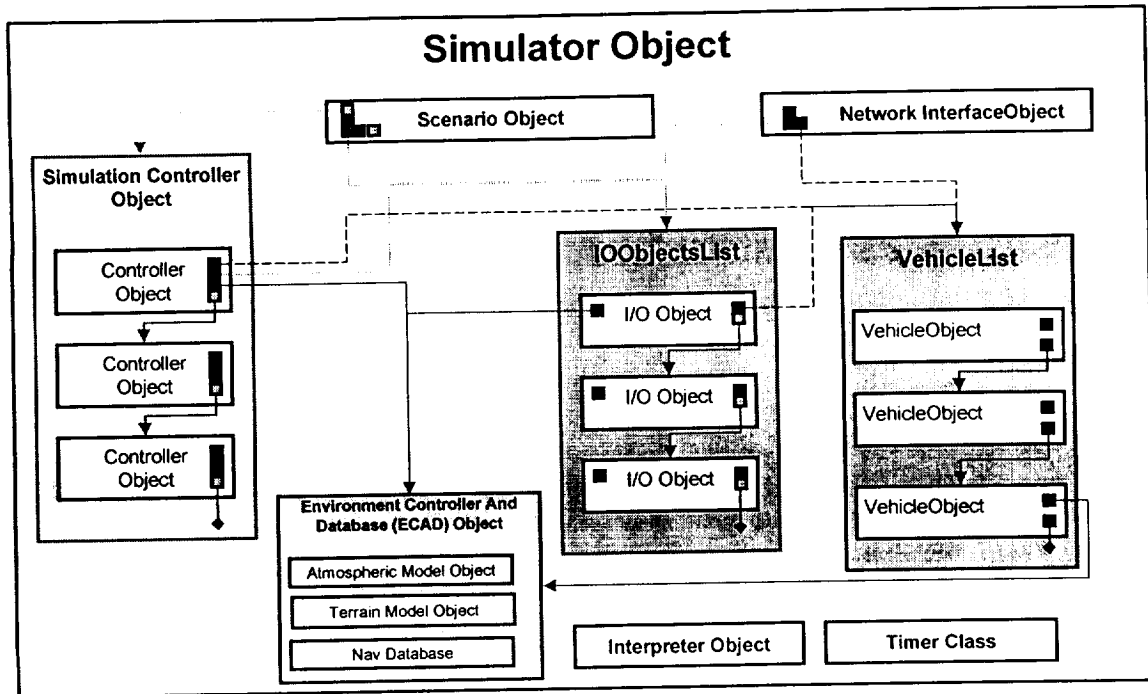 Simulator Object
Scenario Object
Network InterfaceObject
Simulation Controller
Object
Controller
Object
Controller
Object
Controller
Object
IOObjectsList
I/O Object
I/O Object
I/O Object
VehicleList
VehicleObject
VehicleObject
VehicleObject
Environment Controller And
Database (ECAD) Object
Atmospheric Model Object
Terrain Model Object
Nav Database
Interpreter Object
Timer Class